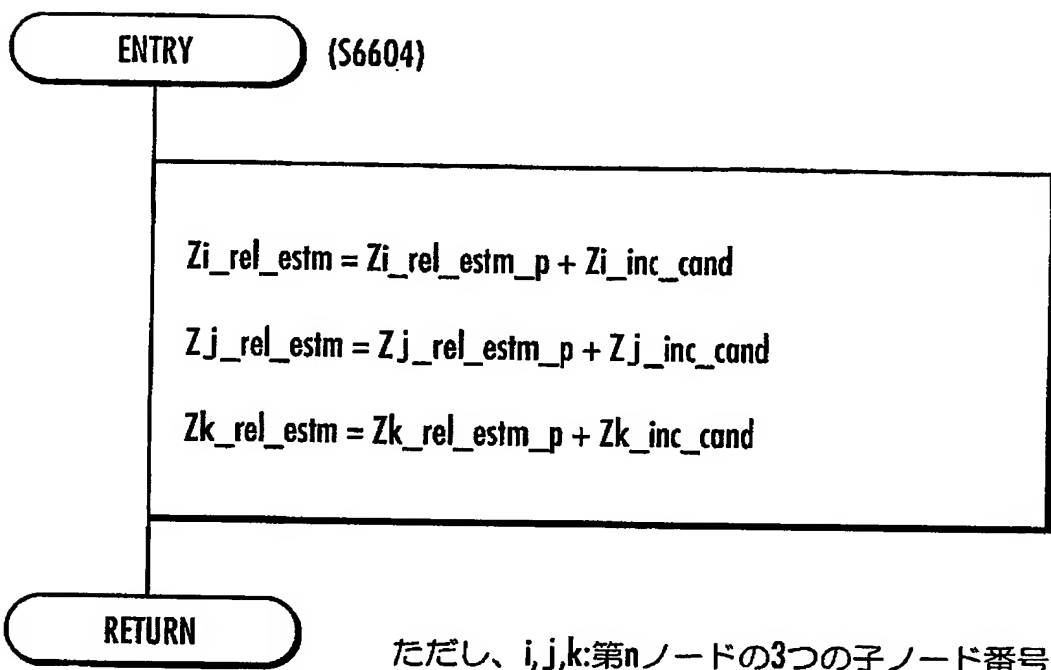 ENTRY (S6604)
Zi_rel_estm = Zi_rel_estm_p + Zi_inc_cand
Zj_rel_estm = Zj_rel_estm_p + Zj_inc_cand
Zk_rel_estm = Zk_rel_estm_p + Zk_inc_cand
RETURN
ただし、i,j,k:第nノードの3つの子ノード番号